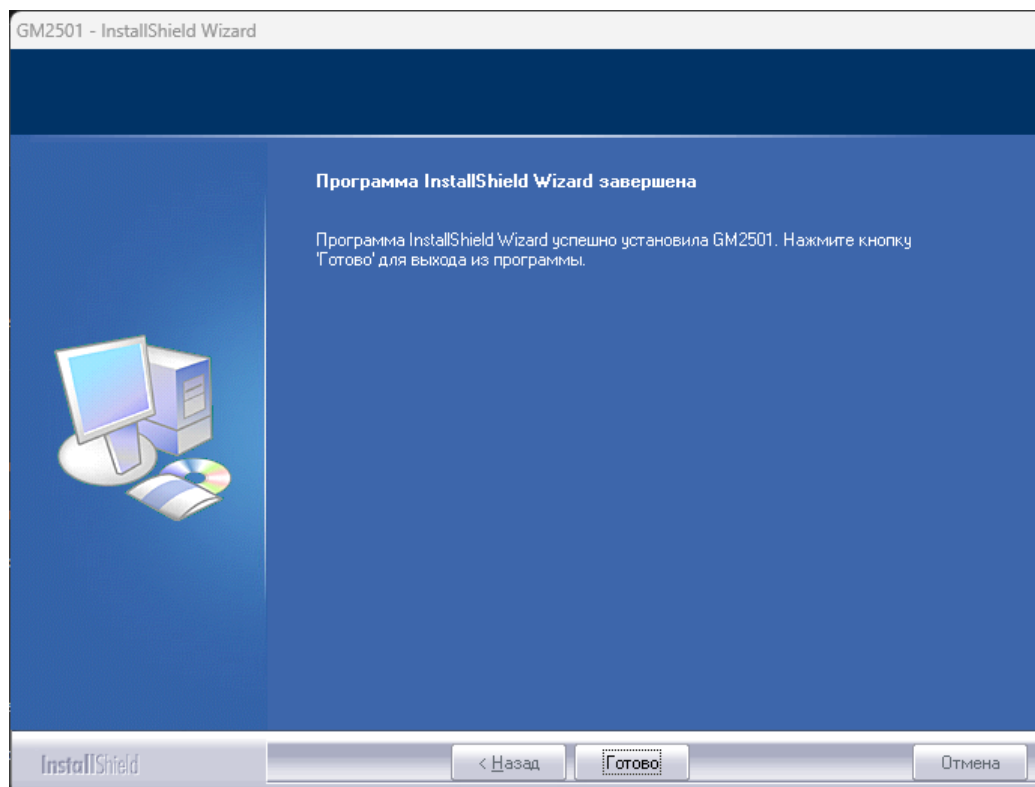 GM2501 - InstallShield Wizard
Программа InstallShield Wizard завершена
Программа InstallShield Wizard успешно установила GM2501. Нажмите кнопку
'Готово' для выхода из программы.
InstallShield
< Назад
Готово
Отмена